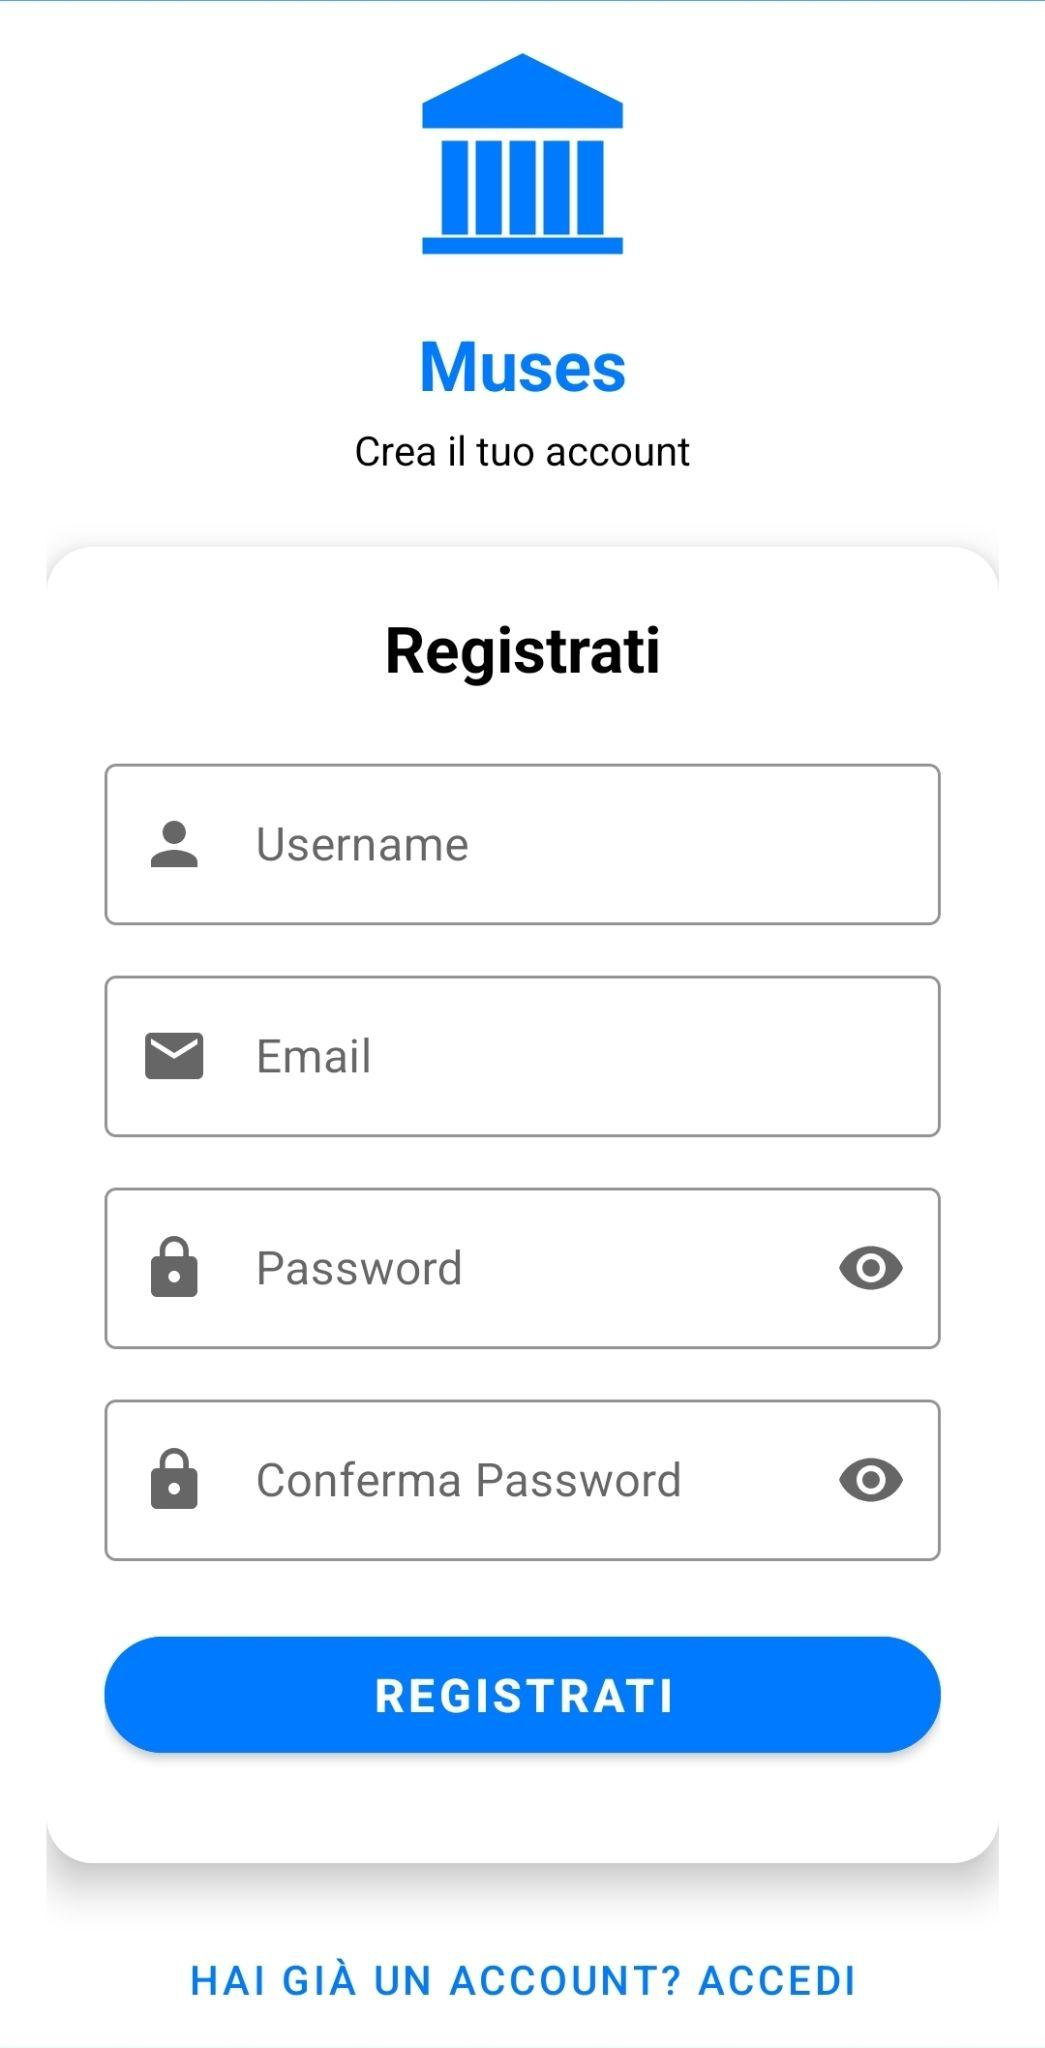 Muses
Crea il tuo account
Registrati
Username
Email
Password
Conferma Password
REGISTRATI
HAI GIÀ UN ACCOUNT? ACCEDI